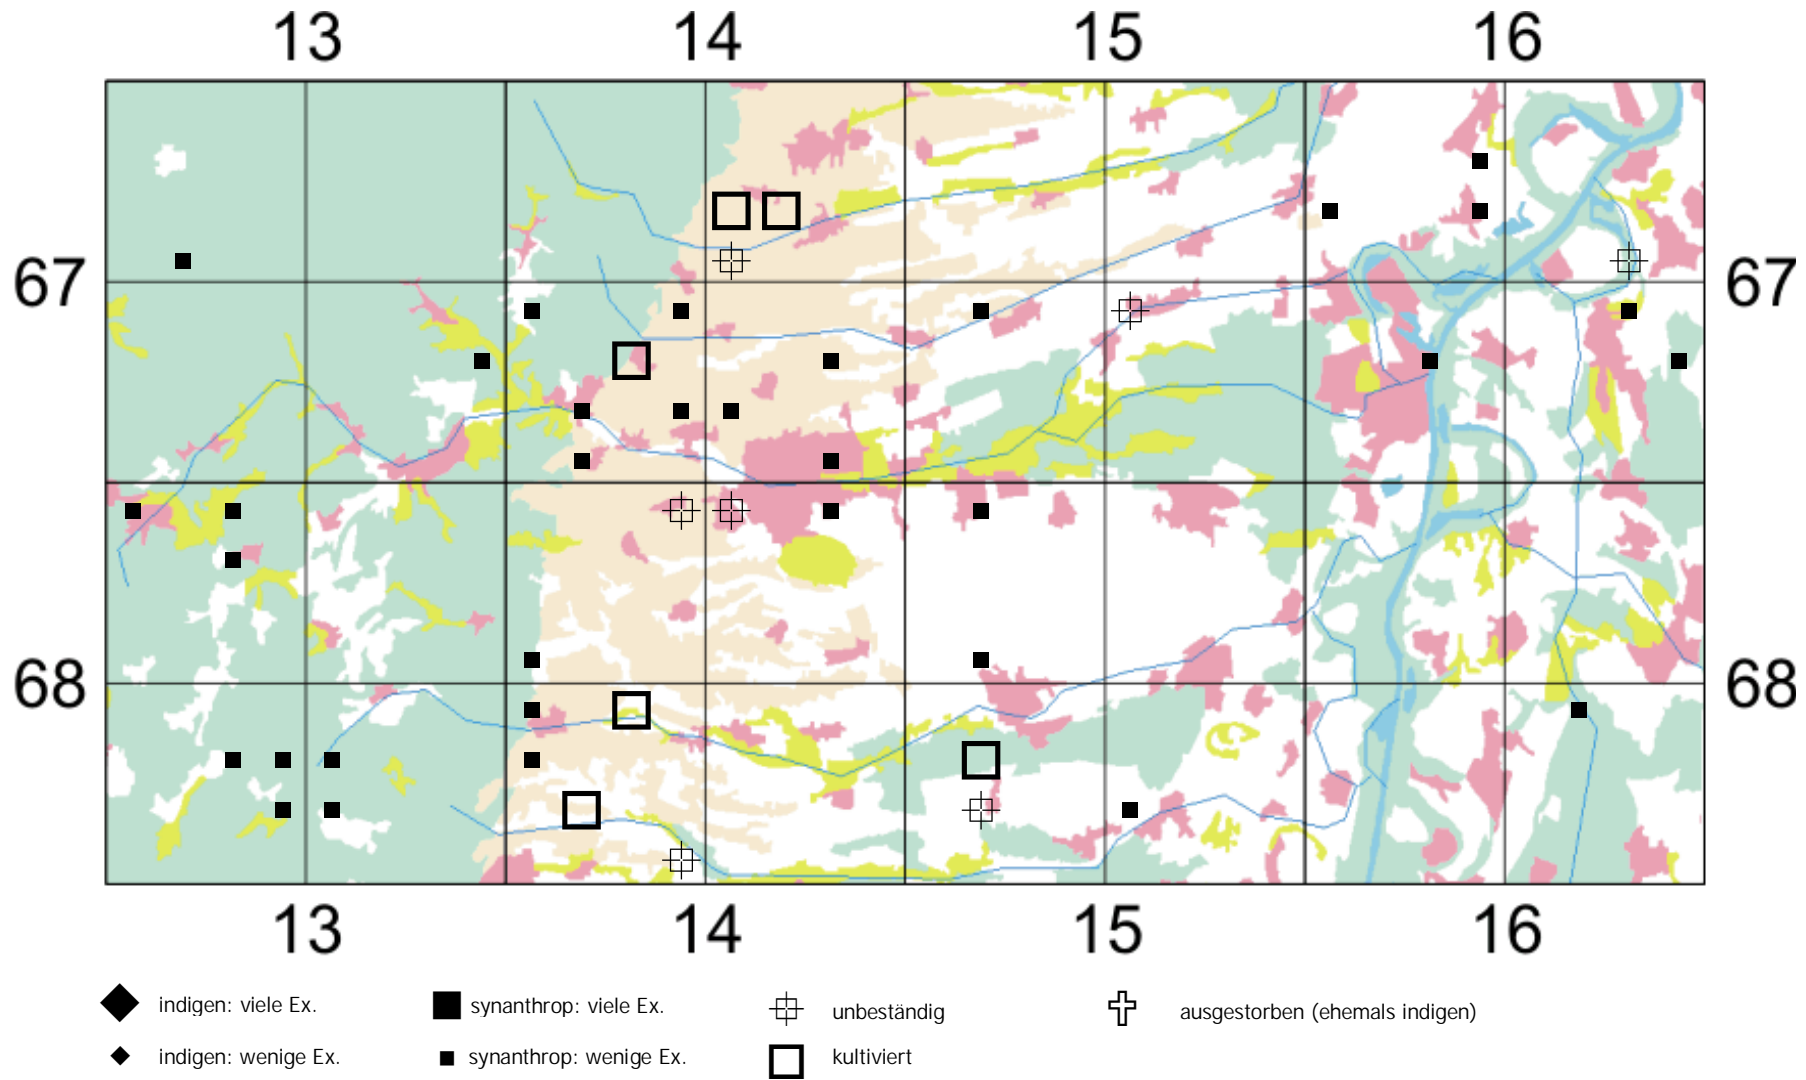 13 14 15 16
67 67
68 68
13 14 15 16
indigen: viele Ex. synanthrop: viele Ex. unbeständig ausgestorben (ehemals indigen)
indigen: wenige Ex. synanthrop: wenige Ex. kultiviert